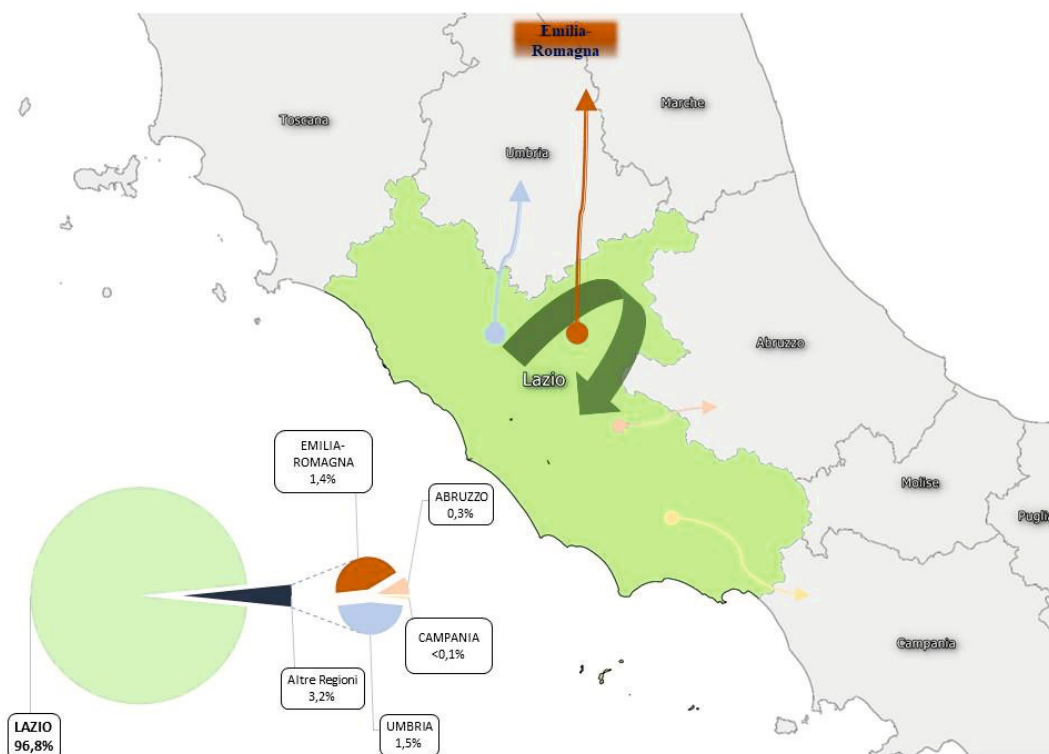 Emilia-
Romagna
Marche
Toscana
Umbria
Abruzzo
Lazio
Molise
Puglia
Campania
EMILIA-
ROMAGNA
1,4%
ABRUZZO
0,3%
CAMPANIA
<0,1%
Altre Regioni
3,2%
UMBRIA
1,5%
LAZIO
96,8%